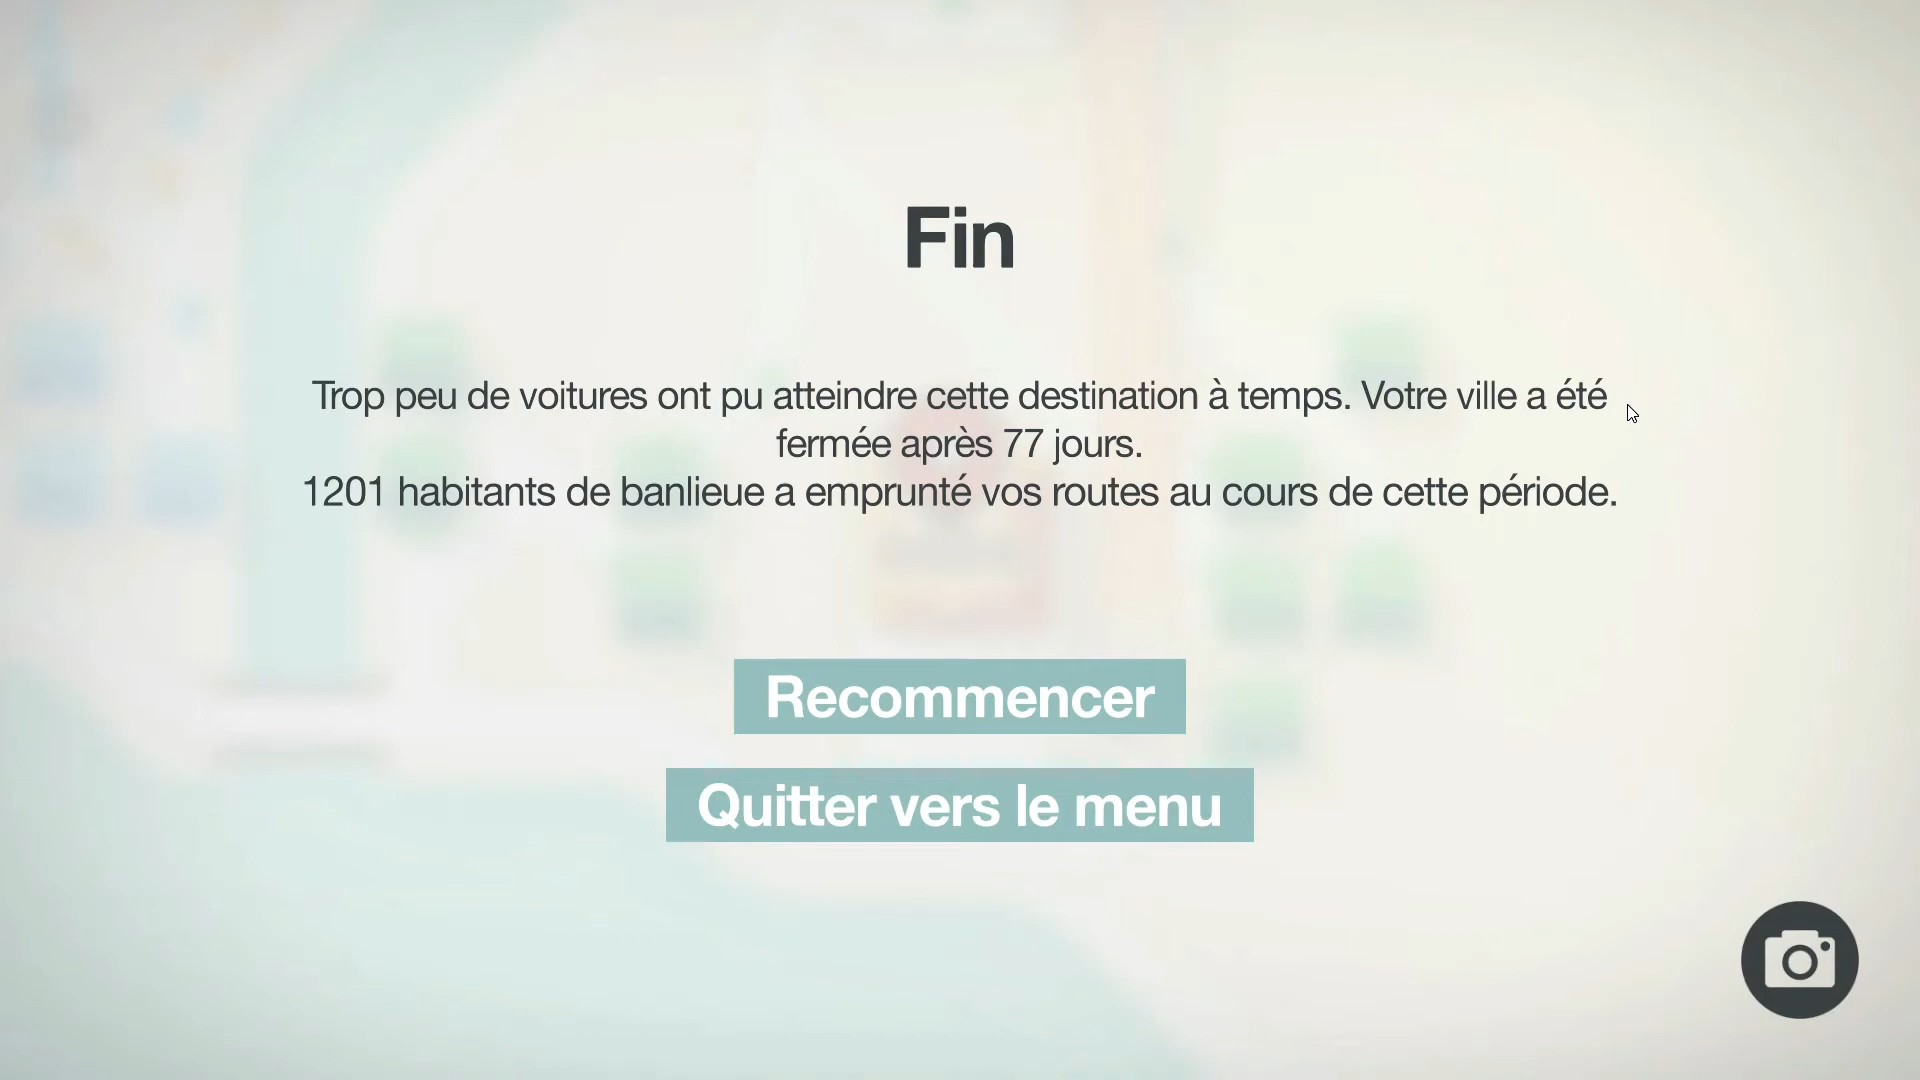 Fin
Trop peu de voitures ont pu atteindre cette destination à temps. Votre ville a été
fermée après 77 jours.
1201 habitants de banlieue a emprunté vos routes au cours de cette période.
Recommencer
Quitter vers le menu